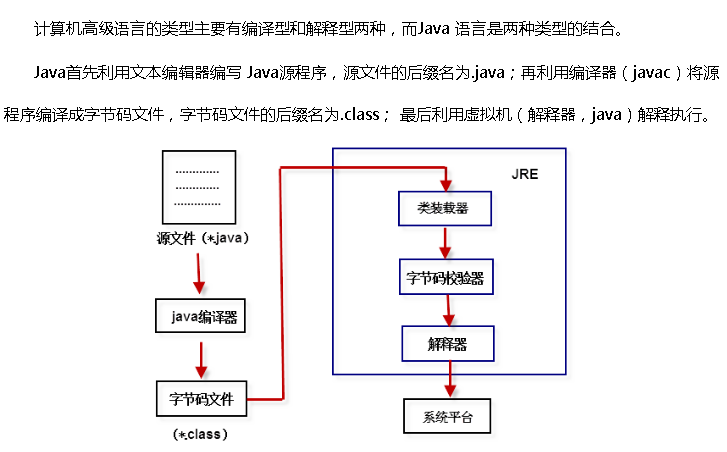 计算机高级语言的类型主要有编译型和解释型两种，而Java 语言是两种类型的结合。
Java首先利用文本编辑器编写 Java源程序，源文件的后缀名为.java；再利用编译器（javac）将源
程序编译成字节码文件，字节码文件的后缀名为.class； 最后利用虚拟机（解释器，java）解释执行。
JRE
.............
.............
..............
源文件（*.java）
类装载器
字节码校验器
java编译器
解释器
字节码文件
（*.class）
系统平台